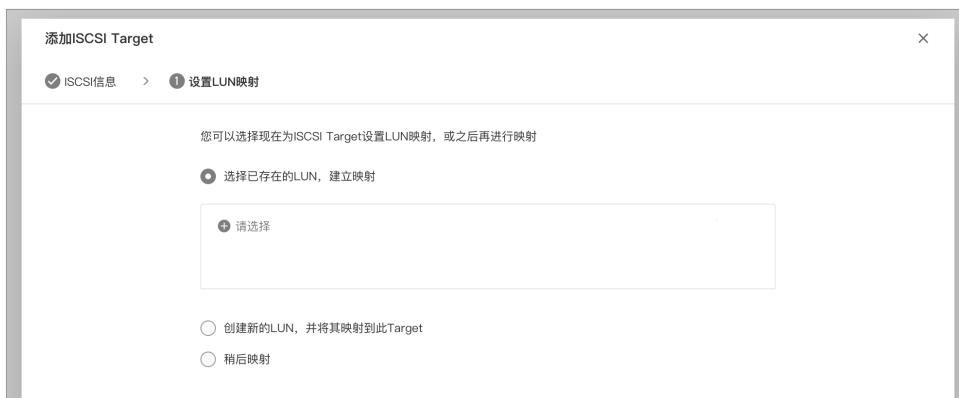 添加ISCSI Target
ISCSI信息 > 1 设置LUN映射
您可以选择现在为ISCSI Target设置LUN映射，或之后再进行映射
选择已存在的LUN，建立映射
请选择
创建新的LUN，并将其映射到此Target
稍后映射